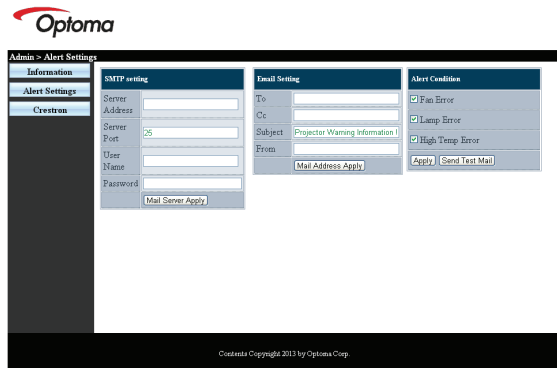 Optoma
Admin > Alert Settings
Information
Alert Settings
Crestron
SMTP setting
Server Address
Server Port
25
User Name
Password
Mail Server Apply
Email Setting
To
Cc
Subject
Projector Warning Information
From
Mail Address Apply
Alert Condition
Fan Error
Lamp Error
High Temp Error
Apply
Send Test Mail
Contents Copyright 2013 by Optoma Corp.